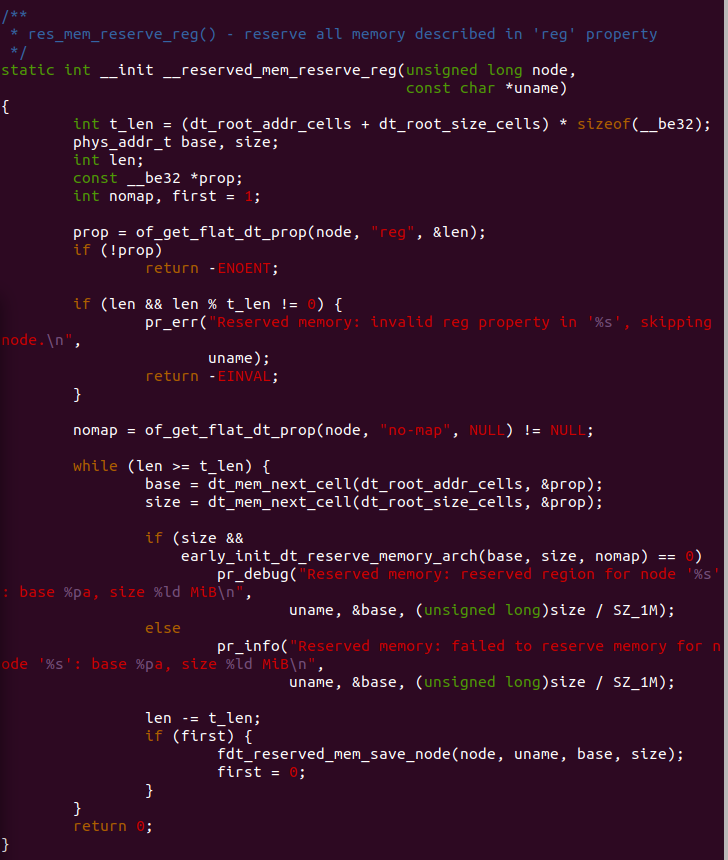 /**
 * res_mem_reserve_reg() - reserve all memory described in 'reg' property
 */
static int __init __reserved_mem_reserve_reg(unsigned long node,
                                             const char *uname)
{
        int t_len = (dt_root_addr_cells + dt_root_size_cells) * sizeof(__be32);
        phys_addr_t base, size;
        int len;
        const __be32 *prop;
        int nomap, first = 1;

        prop = of_get_flat_dt_prop(node, "reg", &len);
        if (!prop)
                return -ENOENT;

        if (len && len % t_len != 0) {
                pr_err("Reserved memory: invalid reg property in '%s', skipping
node.\n",
                       uname);
                return -EINVAL;
        }

        nomap = of_get_flat_dt_prop(node, "no-map", NULL) != NULL;

        while (len >= t_len) {
                base = dt_mem_next_cell(dt_root_addr_cells, &prop);
                size = dt_mem_next_cell(dt_root_size_cells, &prop);

                if (size &&
                    early_init_dt_reserve_memory_arch(base, size, nomap) == 0)
                        pr_debug("Reserved memory: reserved region for node '%s'
: base %pa, size %ld MiB\n",
                                uname, &base, (unsigned long)size / SZ_1M);
                else
                        pr_info("Reserved memory: failed to reserve memory for n
ode '%s': base %pa, size %ld MiB\n",
                                uname, &base, (unsigned long)size / SZ_1M);

                len -= t_len;
                if (first) {
                        fdt_reserved_mem_save_node(node, uname, base, size);
                        first = 0;
                }
        }
        return 0;
}